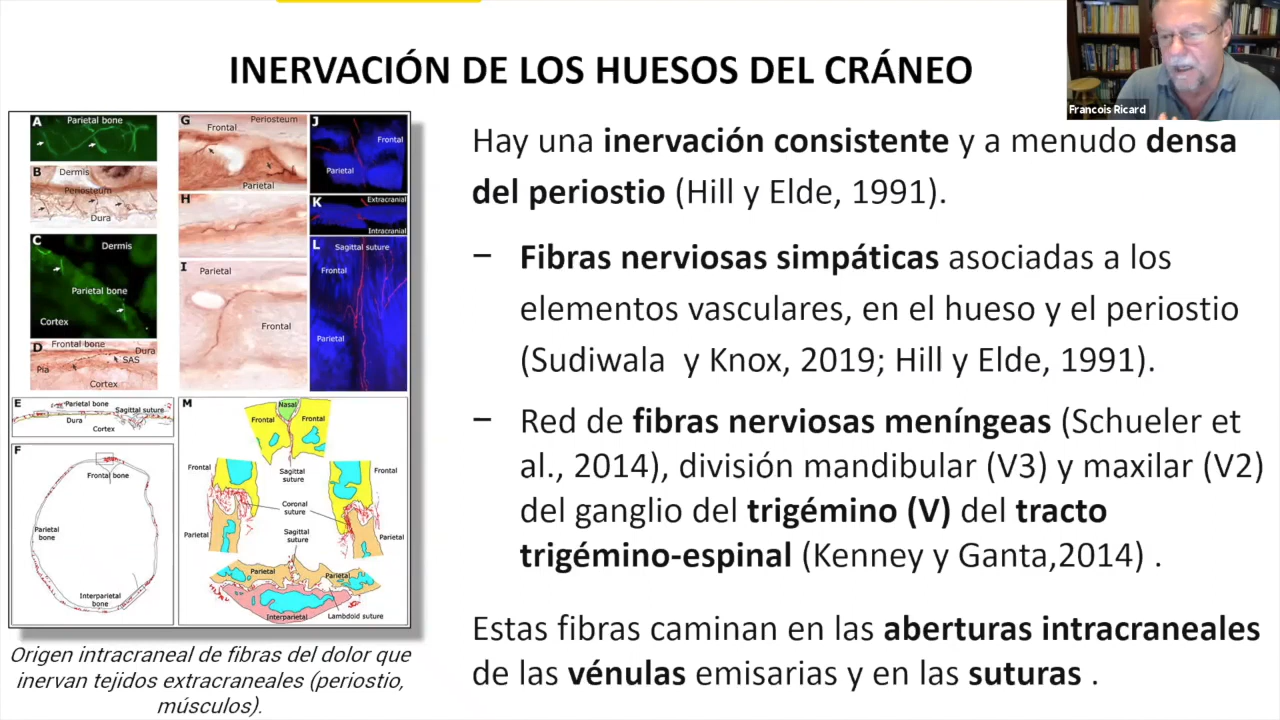 INERVACIÓN DE LOS HUESOS DEL CRÁNEO
Francois Ricard
Hay una inervación consistente y a menudo densa
del periostio (Hill y Elde, 1991).
− Fibras nerviosas simpáticas asociadas a los
elementos vasculares, en el hueso y el periostio
(Sudiwala y Knox, 2019; Hill y Elde, 1991).
− Red de fibras nerviosas meníngeas (Schueler et
al., 2014), división mandibular (V3) y maxilar (V2)
del ganglio del trigémino (V) del tracto
trigémino-espinal (Kenney y Ganta,2014) .
Estas fibras caminan en las aberturas intracraneales
de las vénulas emisarias y en las suturas .
A
Parietal bone
B
Dermis
Periosteum
Dura
C
Dermis
Parietal bone
Cortex
D
Frontal bone
Dura
SAS
Pia
Cortex
E
Parietal bone
Sagittal suture
Dura
Cortex
F
Frontal bone
Parietal
bone
Interparietal
bone
G
Periosteum
Frontal
Parietal
H
I
Parietal
Frontal
J
Frontal
Parietal
K
Extracranial
Intracranial
L
Sagittal suture
Frontal
Parietal
M
Nasal
Frontal
Frontal
Frontal
Sagittal
suture
Frontal
Coronal
suture
Parietal
Sagittal
suture
Parietal
Parietal
Parietal
Interparietal
Lambdoid suture
Origen intracraneal de fibras del dolor que
inervan tejidos extracraneales (periostio,
músculos).